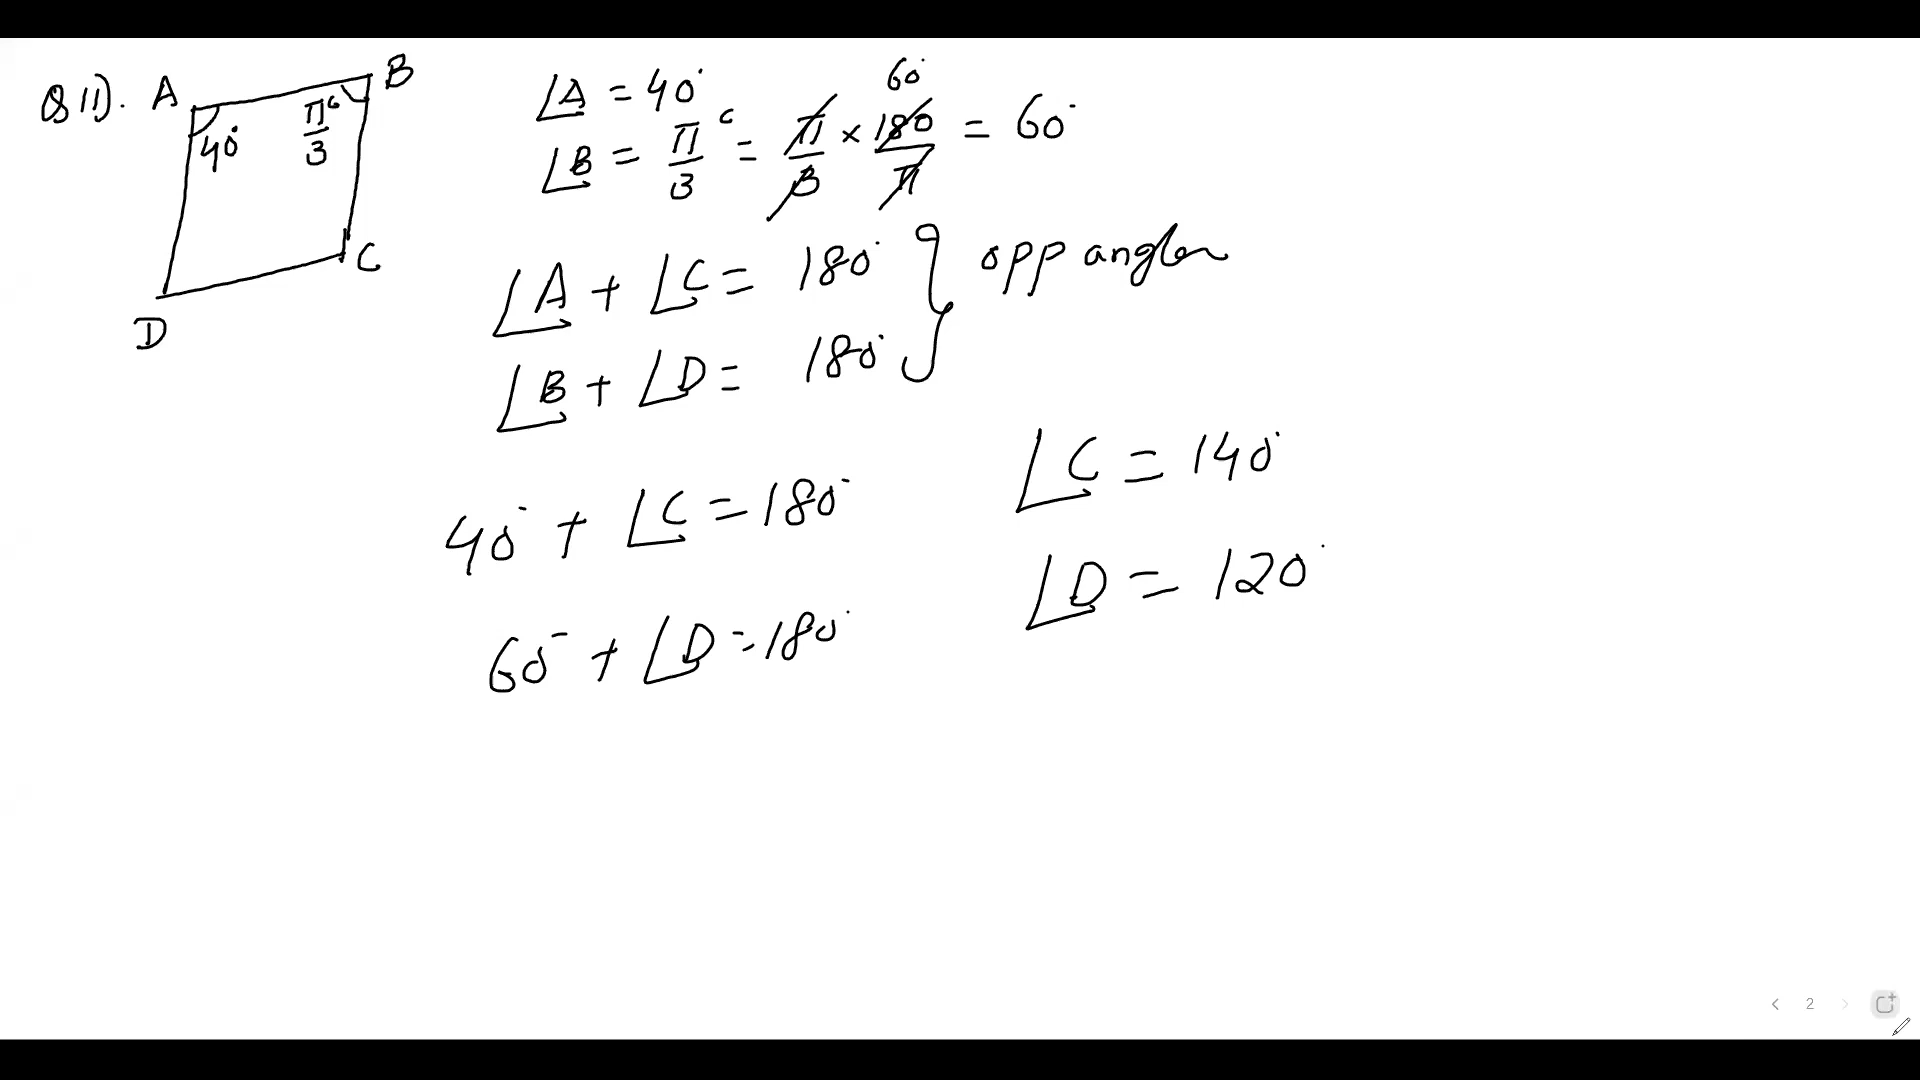 Q 11). A B
40° π/3 ᶜ
D C
∠A = 40°
∠B = π/3 ᶜ = π/3 × 180/π = 60°
60°
∠A + ∠C = 180° } opp angles
∠B + ∠D = 180°
40° + ∠C = 180° ∠C = 140°
60° + ∠D = 180° ∠D = 120°
2